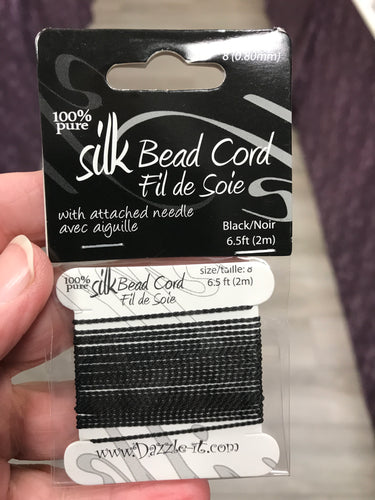 8 (0.80mm)
100% pure
silk Bead Cord
Fil de Soie
with attached needle
avec aiguille
Black/Noir
6.5ft (2m)
100% pure
silk Bead Cord
Fil de Soie
size/taille: 8
6.5 ft (2m)
www.Dazzle-it.com